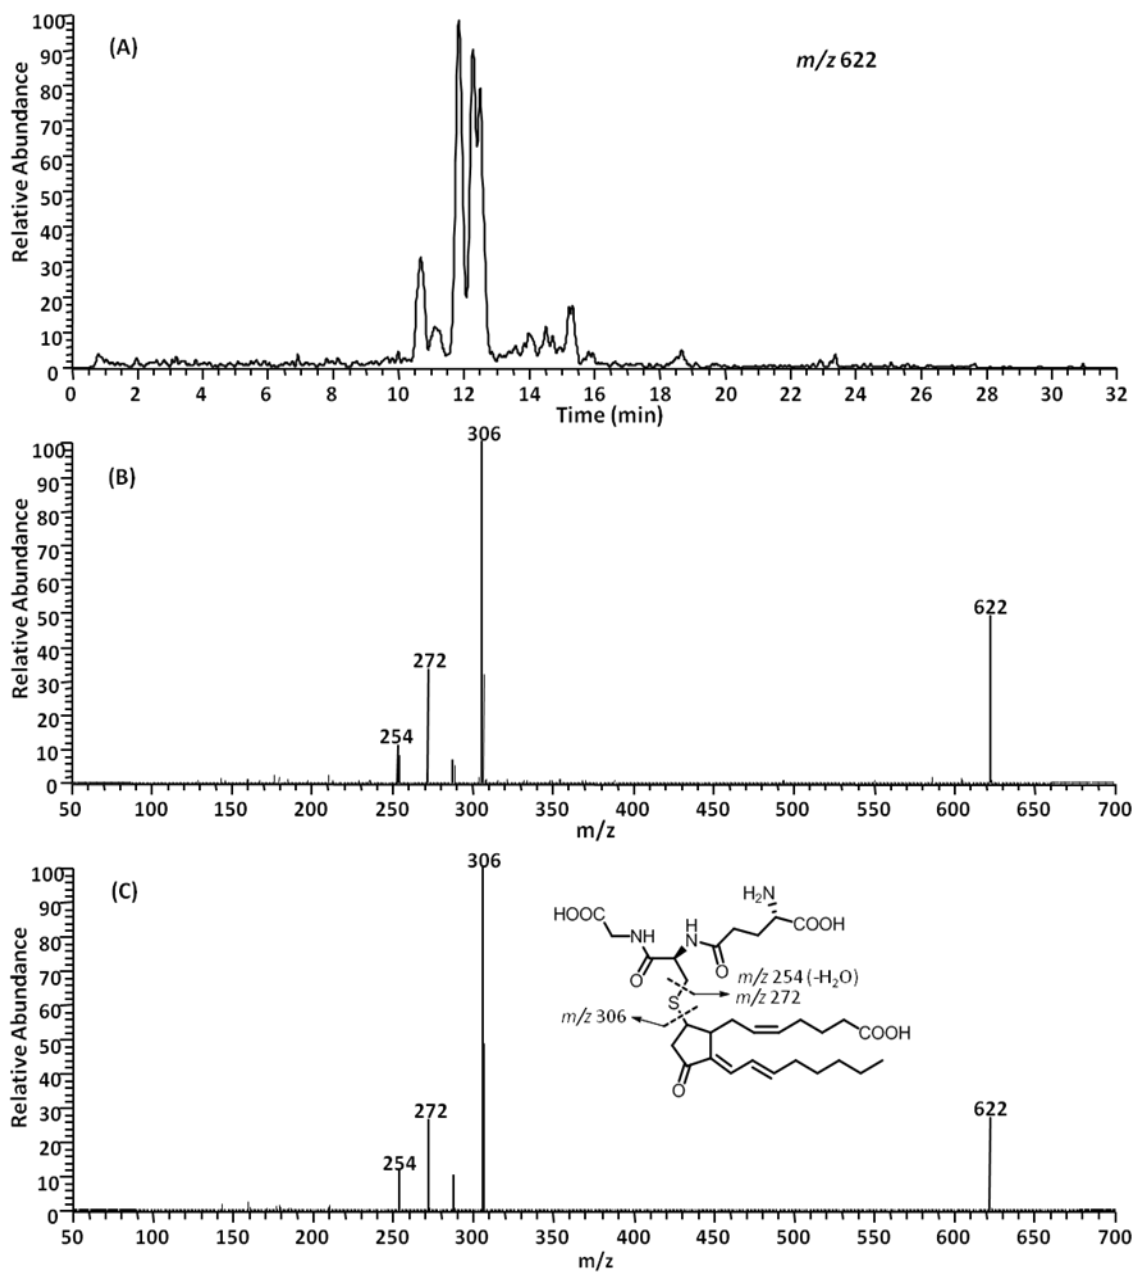 (A)
m/z 622
Relative Abundance
100
90
80
70
60
50
40
30
20
10
0
0 2 4 6 8 10 12 14 16 18 20 22 24 26 28 30 32
Time (min)
(B)
306
622
272
254
Relative Abundance
100
90
80
70
60
50
40
30
20
10
0
50 100 150 200 250 300 350 400 450 500 550 600 650 700
m/z
(C)
306
622
272
254
Relative Abundance
100
90
80
70
60
50
40
30
20
10
0
H₂N
HOOC
NH
H
N
COOH
O
O
m/z 254 (-H₂O)
m/z 272
S
m/z 306
COOH
O
50 100 150 200 250 300 350 400 450 500 550 600 650 700
m/z